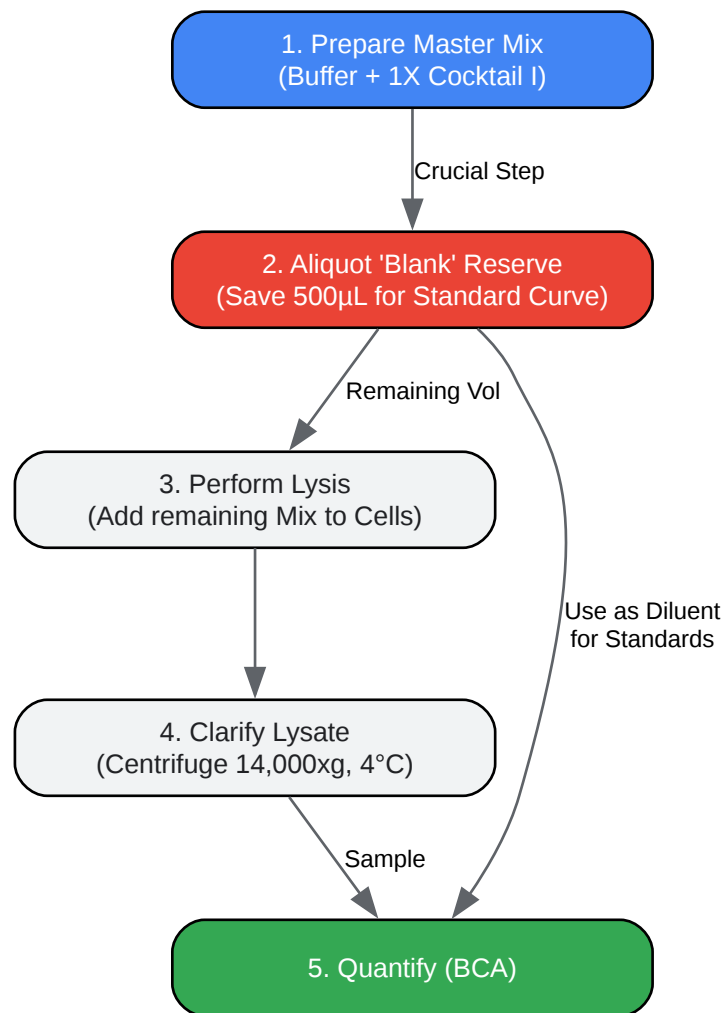 1. Prepare Master Mix
(Buffer + 1X Cocktail I)
Crucial Step
2. Aliquot 'Blank' Reserve
(Save 500µL for Standard Curve)
Remaining Vol
3. Perform Lysis
(Add remaining Mix to Cells)
Use as Diluent
for Standards
4. Clarify Lysate
(Centrifuge 14,000xg, 4°C)
Sample
5. Quantify (BCA)